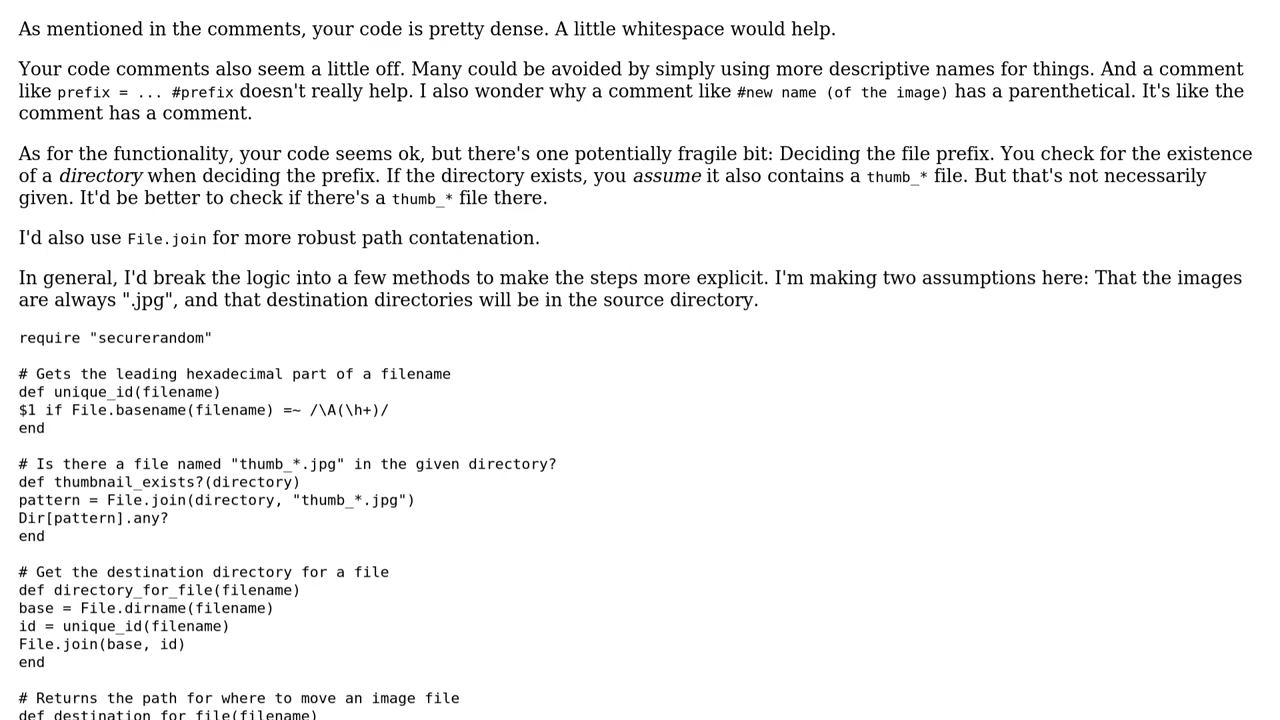 As mentioned in the comments, your code is pretty dense. A little whitespace would help.
Your code comments also seem a little off. Many could be avoided by simply using more descriptive names for things. And a comment
like prefix = ... #prefix doesn't really help. I also wonder why a comment like #new name (of the image) has a parenthetical. It's like the
comment has a comment.
As for the functionality, your code seems ok, but there's one potentially fragile bit: Deciding the file prefix. You check for the existence
of a directory when deciding the prefix. If the directory exists, you assume it also contains a thumb_* file. But that's not necessarily
given. It'd be better to check if there's a thumb_* file there.
I'd also use File.join for more robust path contatenation.
In general, I'd break the logic into a few methods to make the steps more explicit. I'm making two assumptions here: That the images
are always ".jpg", and that destination directories will be in the source directory.
require "securerandom"
# Gets the leading hexadecimal part of a filename
def unique_id(filename)
$1 if File.basename(filename) =~ /\A(\h+)/
end
# Is there a file named "thumb_*.jpg" in the given directory?
def thumbnail_exists?(directory)
pattern = File.join(directory, "thumb_*.jpg")
Dir[pattern].any?
end
# Get the destination directory for a file
def directory_for_file(filename)
base = File.dirname(filename)
id = unique_id(filename)
File.join(base, id)
end
# Returns the path for where to move an image file
def destination_for_file(filename)